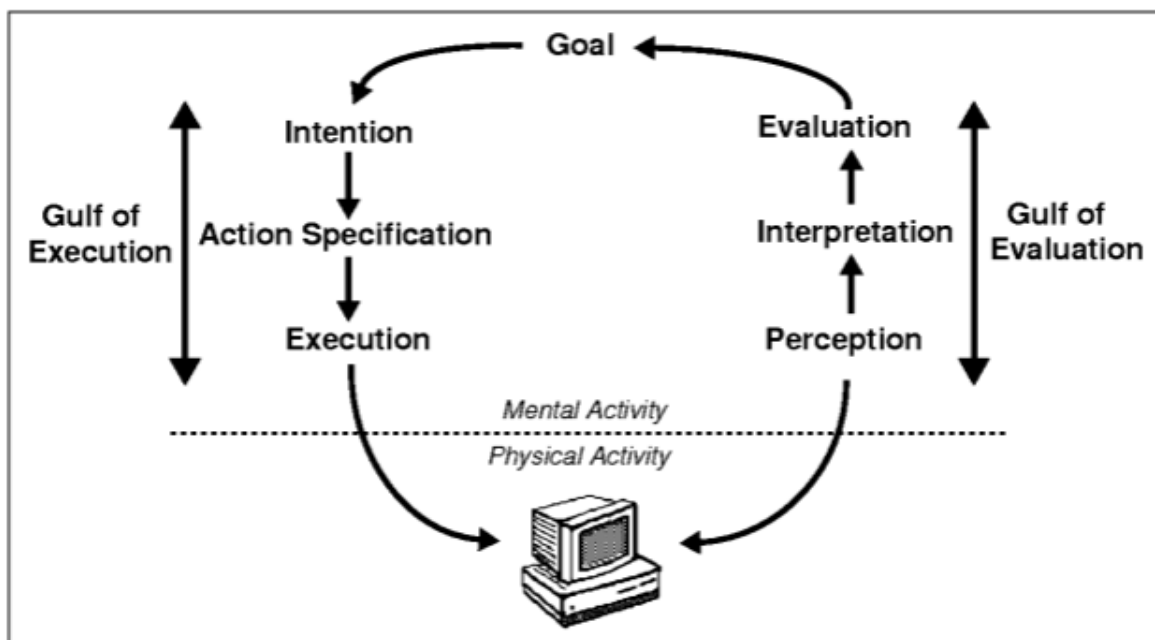 Goal
Intention
Evaluation
Gulf of
Execution
Action Specification
Interpretation
Gulf of
Evaluation
Execution
Perception
Mental Activity
Physical Activity